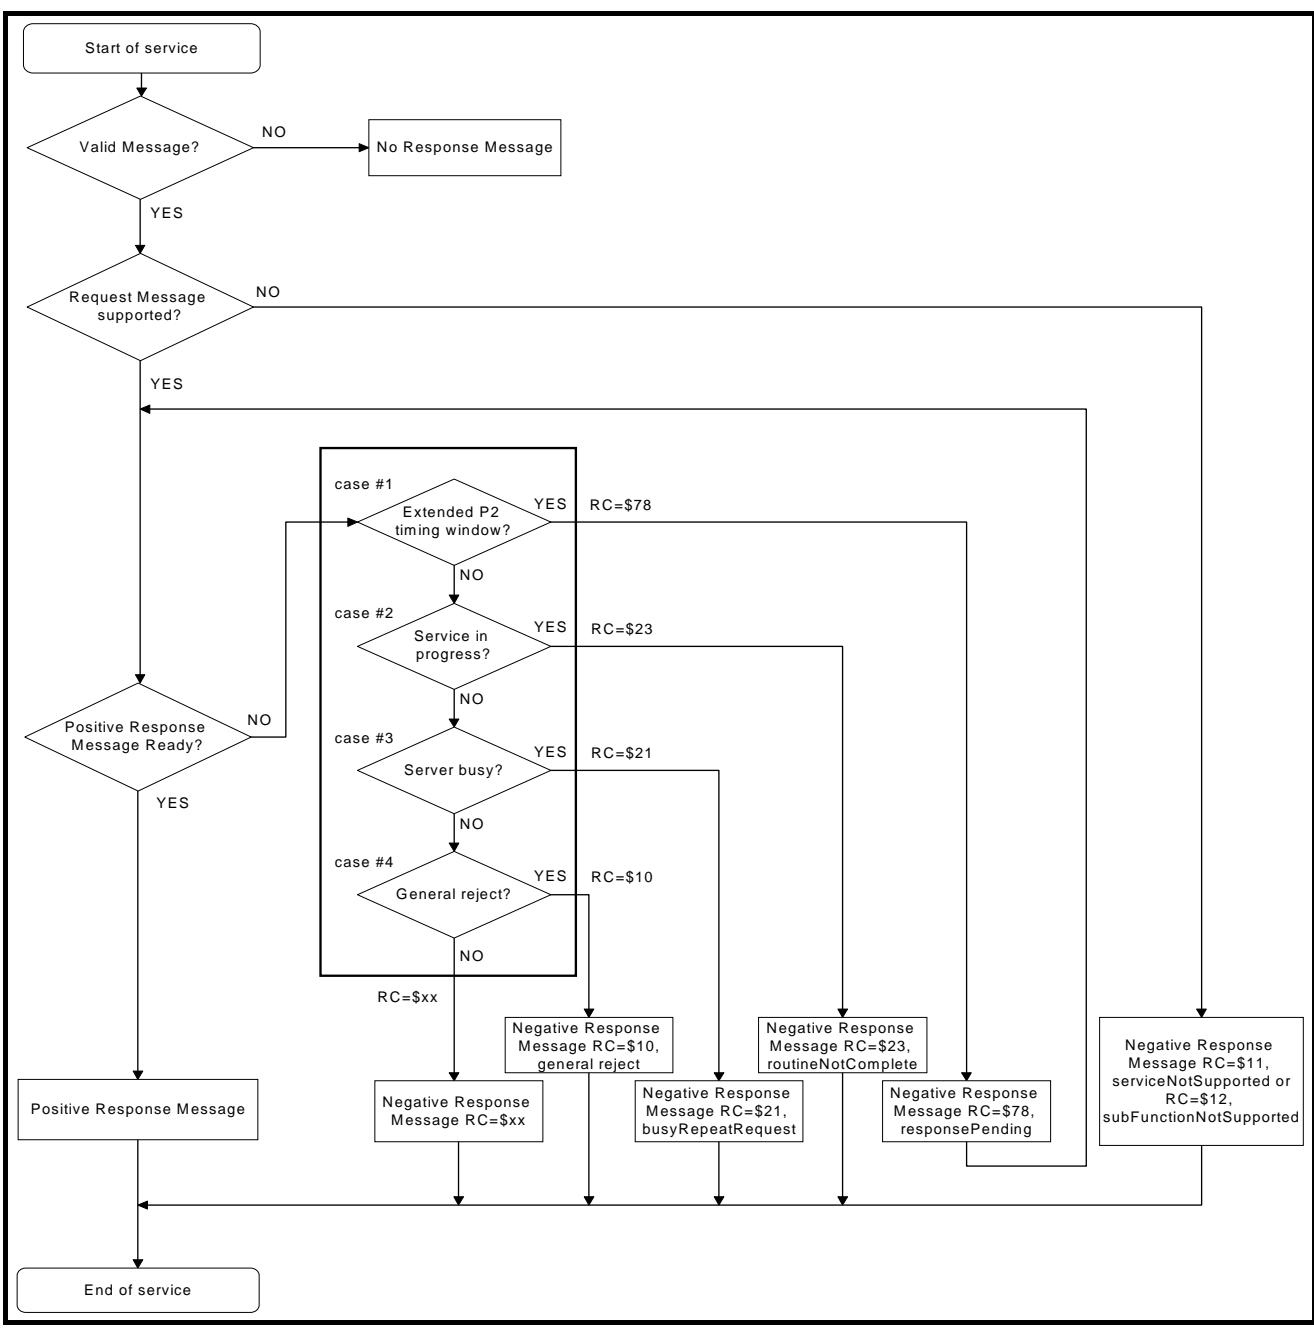 Start of service
Valid Message?
NO
No Response Message
YES
Request Message
supported?
NO
YES
case #1
Extended P2
timing window?
YES
RC=$78
NO
case #2
Service in
progress?
YES
RC=$23
NO
Positive Response
Message Ready?
NO
YES
case #3
Server busy?
YES
RC=$21
NO
case #4
General reject?
YES
RC=$10
NO
RC=$xx
Negative Response
Message RC=$10,
general reject
Negative Response
Message RC=$23,
routineNotComplete
Negative Response
Message RC=$11,
serviceNotSupported or
RC=$12,
subFunctionNotSupported
Positive Response Message
Negative Response
Message RC=$xx
Negative Response
Message RC=$21,
busyRepeatRequest
Negative Response
Message RC=$78,
responsePending
End of service